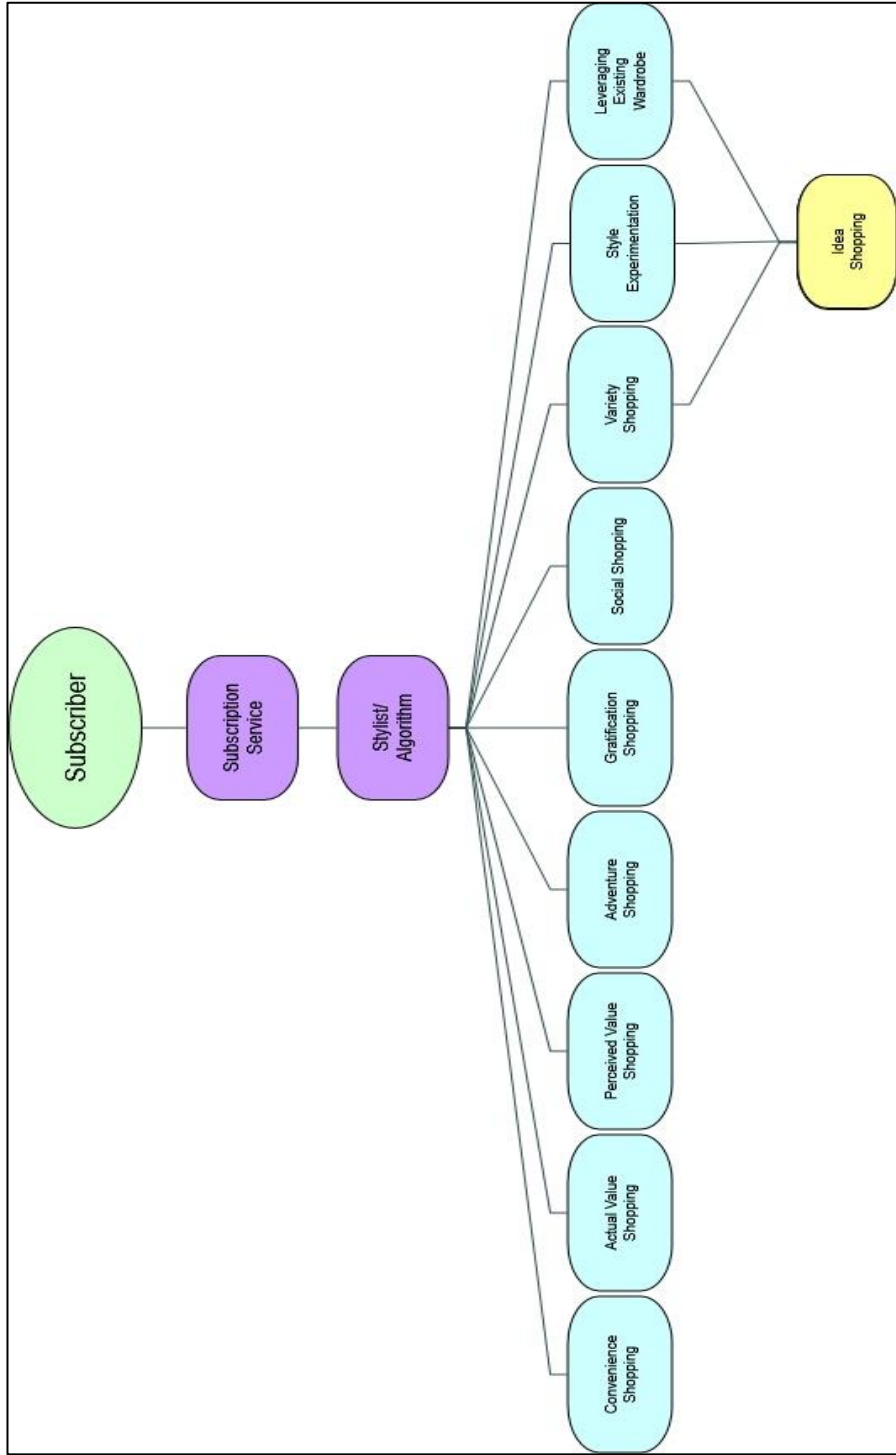 Subscriber
Subscription
Service
Stylist/
Algorithm
Convenience
Shopping
Actual Value
Shopping
Perceived Value
Shopping
Adventure
Shopping
Gratification
Shopping
Social Shopping
Variety
Shopping
Style
Experimentation
Leveraging
Existing
Wardrobe
Idea
Shopping